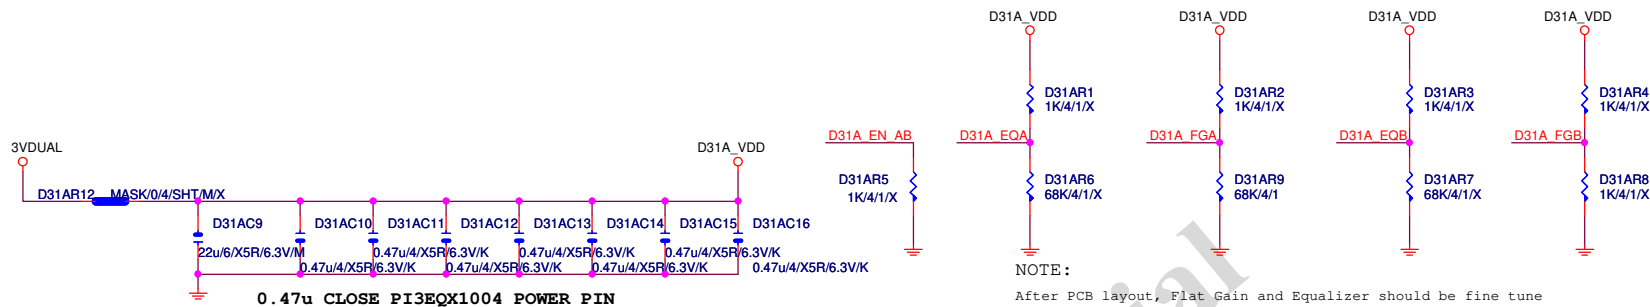 D31A_VDD D31A_VDD D31A_VDD D31A_VDD
D31AR1 D31AR2 D31AR3 D31AR4
1K/4/1/X 1K/4/1/X 1K/4/1/X 1K/4/1/X
D31A_EN_AB D31A_EQA D31A_FGA D31A_EQB D31A_FGB
3VDUAL D31A_VDD
D31AR5 D31AR6 D31AR9 D31AR7 D31AR8
1K/4/1/X 68K/4/1/X 68K/4/1 68K/4/1/X 1K/4/1/X
D31AR12 MASK/0/4/SHT/M/X
D31AC9 D31AC10 D31AC11 D31AC12 D31AC13 D31AC14 D31AC15 D31AC16
22u/6/X5R/6.3V/M 0.47u/4/X5R/6.3V/K 0.47u/4/X5R/6.3V/K 0.47u/4/X5R/6.3V/K
0.47u/4/X5R/6.3V/K 0.47u/4/X5R/6.3V/K 0.47u/4/X5R/6.3V/K 0.47u/4/X5R/6.3V/K
0.47u CLOSE PI3EQX1004 POWER PIN
NOTE:
After PCB layout, Flat Gain and Equalizer should be fine tune